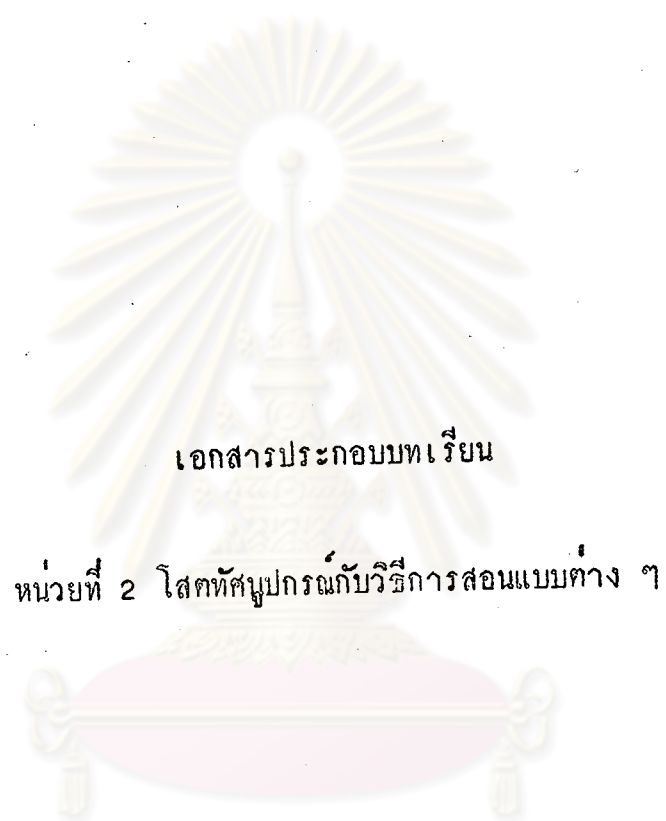 เอกสารประกอบบทเรียน
หน่วยที่ 2 โสตทัศนูปกรณ์กับวิธีการสอนแบบต่าง ๆ